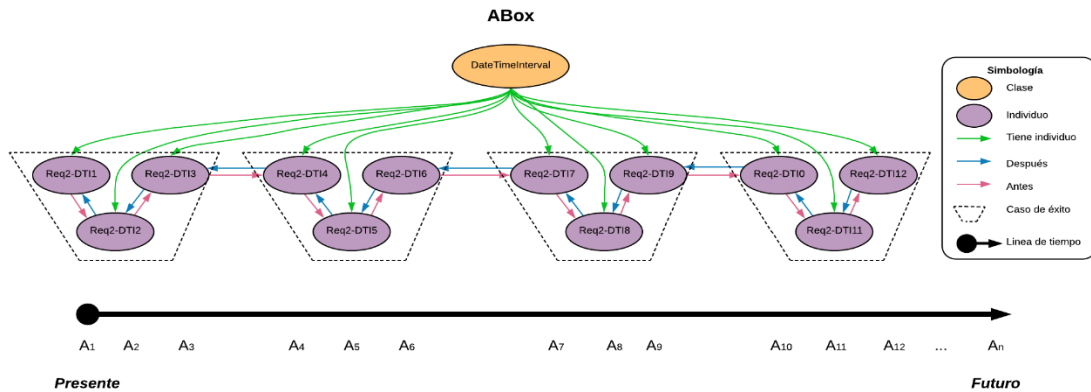 ABox
DateTimeInterval
Simbología
Clase
Individuo
Tiene individuo
Después
Antes
Caso de éxito
Linea de tiempo
Req2-DTI1
Req2-DTI3
Req2-DTI4
Req2-DTI6
Req2-DTI7
Req2-DTI9
Req2-DTI0
Req2-DTI12
Req2-DTI2
Req2-DTI5
Req2-DTI8
Req2-DTI11
A1 A2 A3 A4 A5 A6 A7 A8 A9 A10 A11 A12 ... An
Presente Futuro